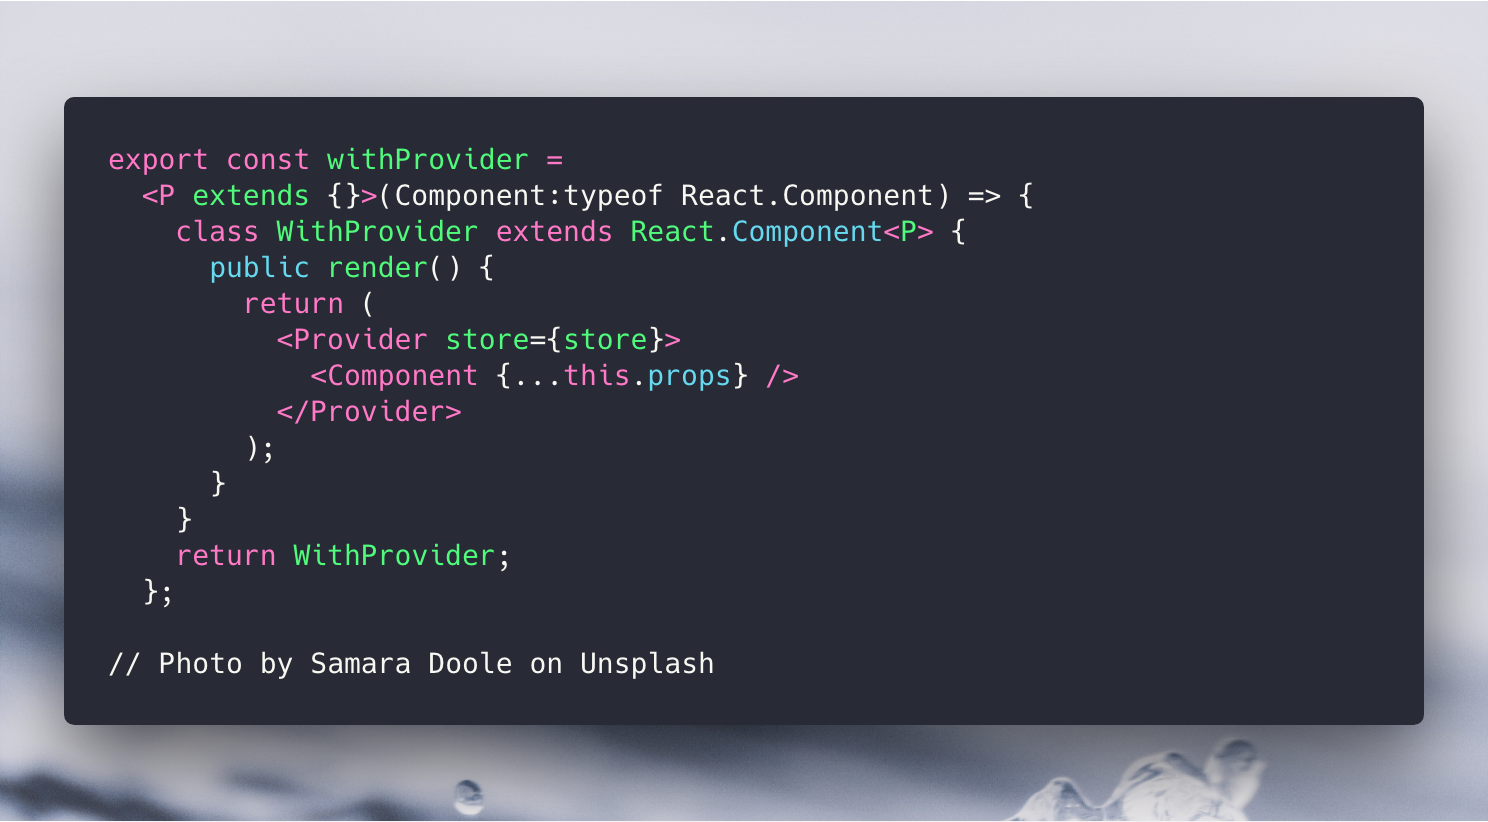 export const withProvider =
  <P extends {}>(Component:typeof React.Component) => {
    class WithProvider extends React.Component<P> {
      public render() {
        return (
          <Provider store={store}>
            <Component {...this.props} />
          </Provider>
        );
      }
    }
    return WithProvider;
  };

// Photo by Samara Doole on Unsplash